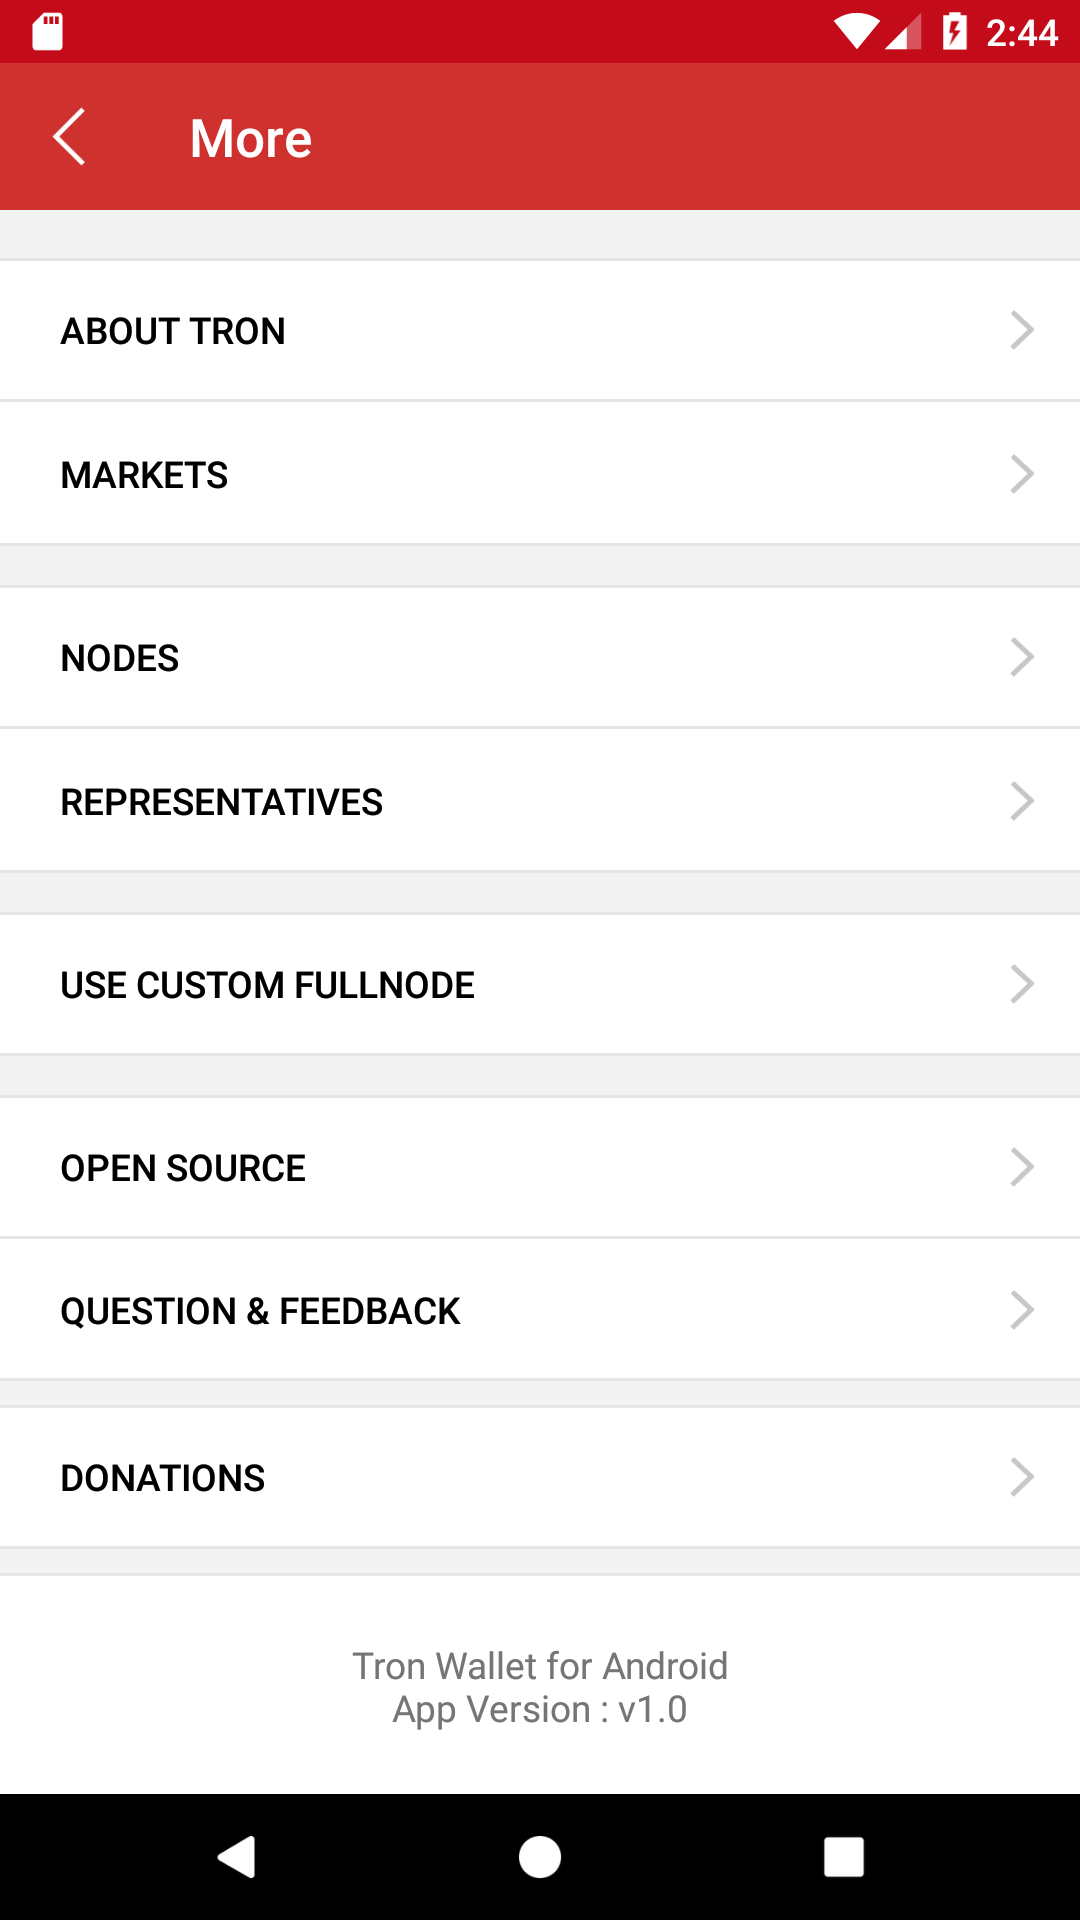 2:44
More
ABOUT TRON
MARKETS
NODES
REPRESENTATIVES
USE CUSTOM FULLNODE
OPEN SOURCE
QUESTION & FEEDBACK
DONATIONS
Tron Wallet for Android
App Version : v1.0